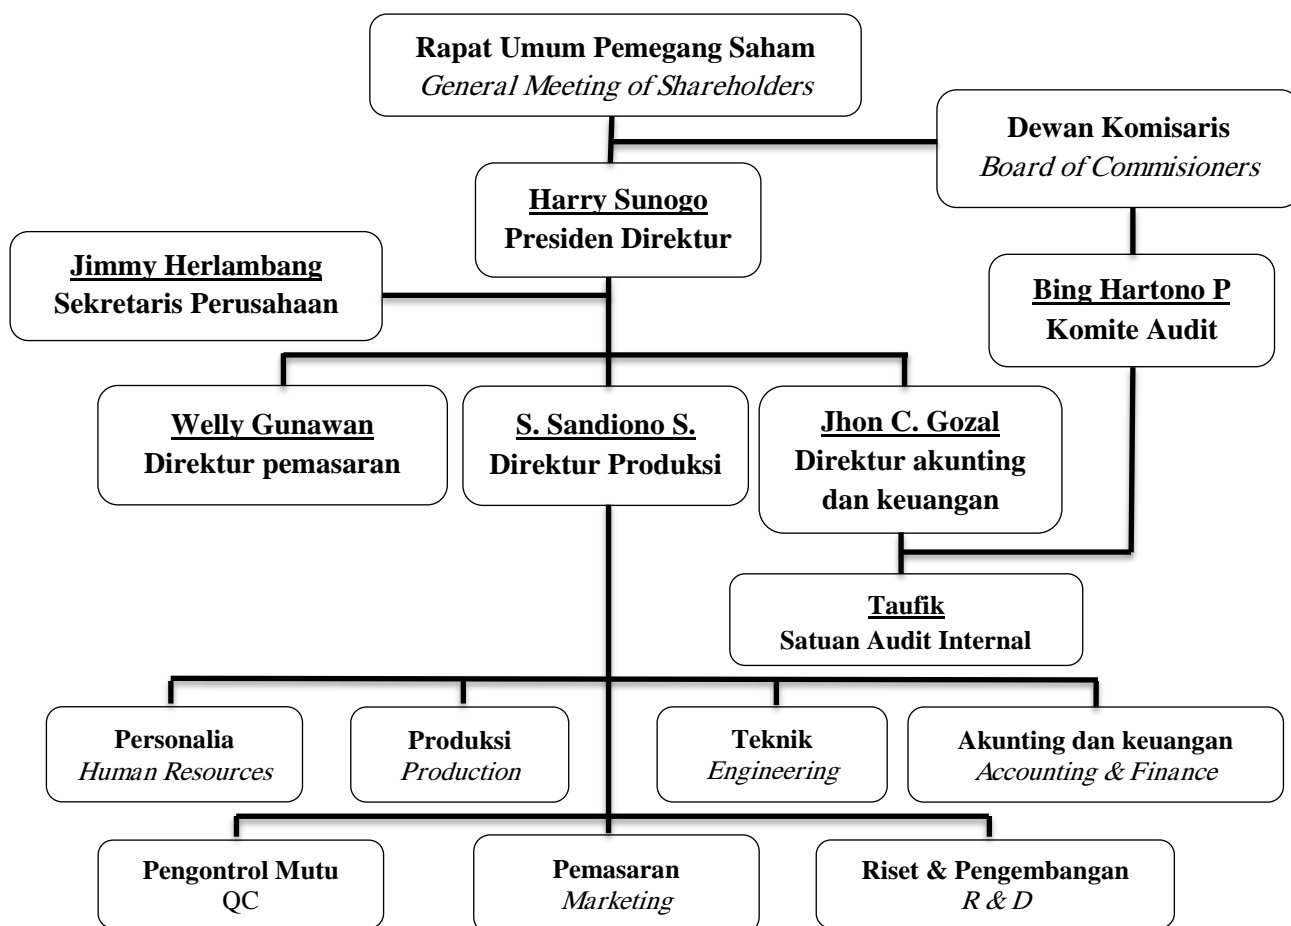 Rapat Umum Pemegang Saham
General Meeting of Shareholders
Dewan Komisaris
Board of Commisioners
Harry Sunogo
Presiden Direktur
Jimmy Herlambang
Sekretaris Perusahaan
Bing Hartono P
Komite Audit
Welly Gunawan
Direktur pemasaran
S. Sandiono S.
Direktur Produksi
Jhon C. Gozal
Direktur akunting
dan keuangan
Taufik
Satuan Audit Internal
Personalia
Human Resources
Produksi
Production
Teknik
Engineering
Akunting dan keuangan
Accounting & Finance
Pengontrol Mutu
QC
Pemasaran
Marketing
Riset & Pengembangan
R & D